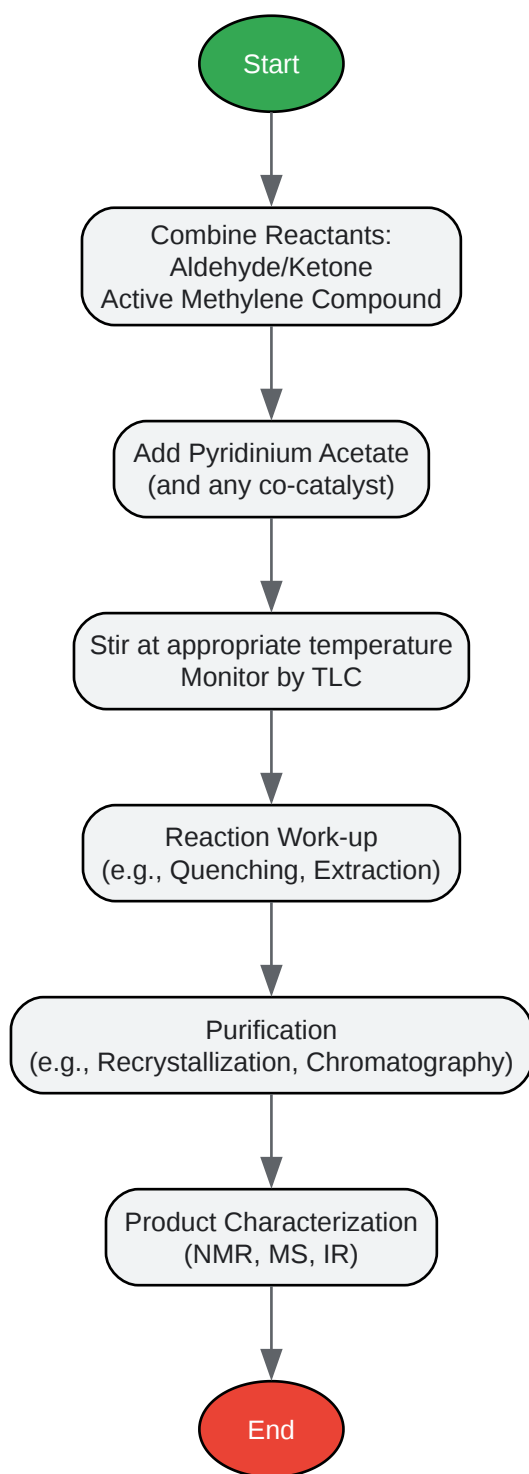 Start
Combine Reactants:
Aldehyde/Ketone
Active Methylene Compound
Add Pyridinium Acetate
(and any co-catalyst)
Stir at appropriate temperature
Monitor by TLC
Reaction Work-up
(e.g., Quenching, Extraction)
Purification
(e.g., Recrystallization, Chromatography)
Product Characterization
(NMR, MS, IR)
End